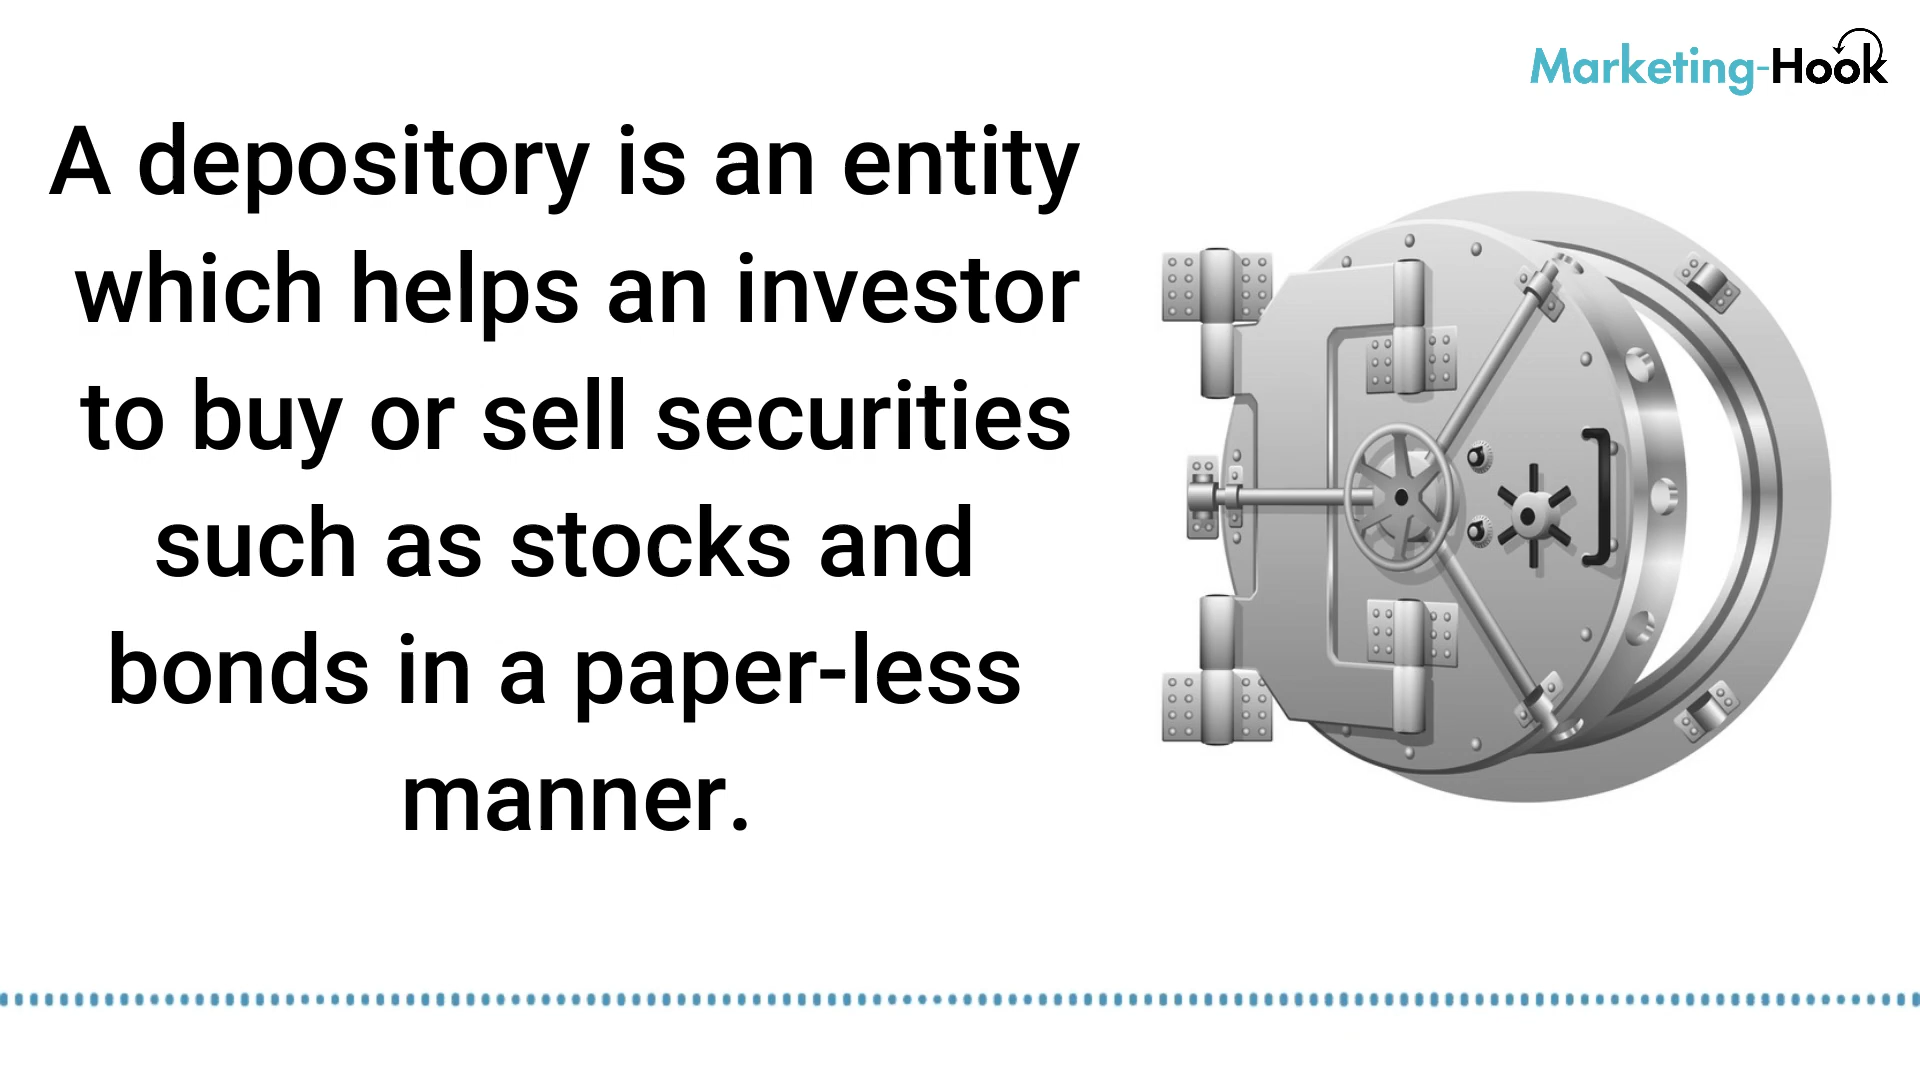 Marketing-Hook
A depository is an entity
which helps an investor
to buy or sell securities
such as stocks and
bonds in a paper-less
manner.